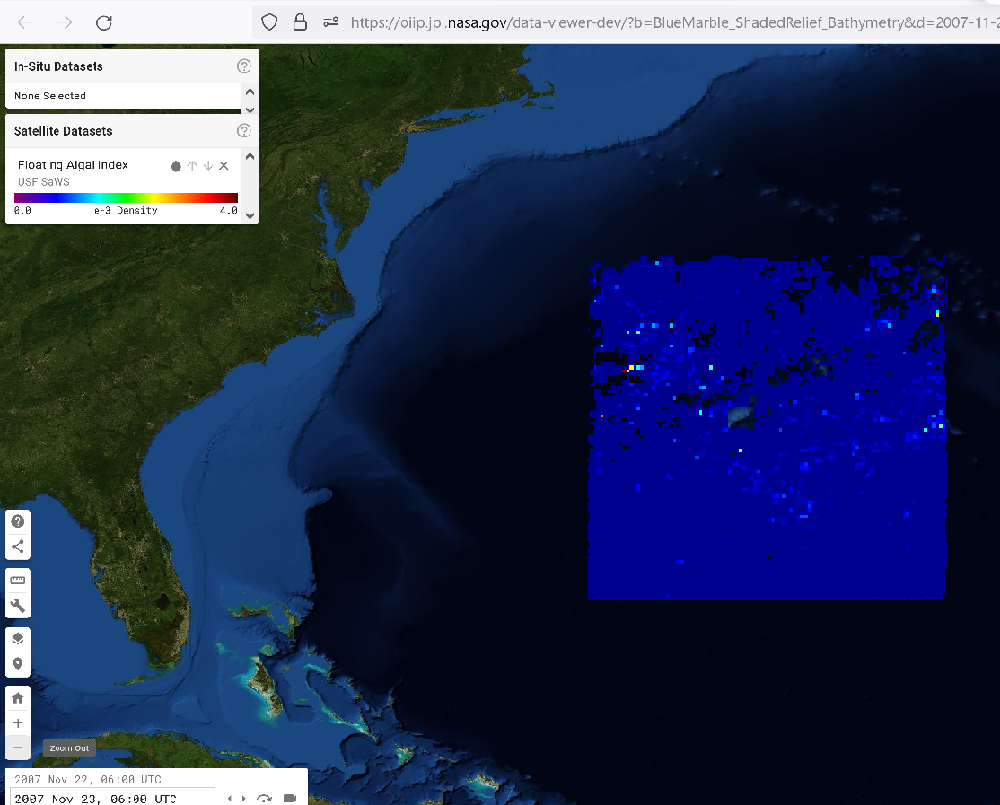 https://oiip.jpl.nasa.gov/data-viewer-dev/?b=BlueMarble_ShadedRelief_Bathymetry&d=2007-11-2
In-Situ Datasets
None Selected
Satellite Datasets
Floating Algal Index
USF SaWS
0.0 e-3 Density 4.0
Zoom Out
2007 Nov 22, 06:00 UTC
2007 Nov 23, 06:00 UTC